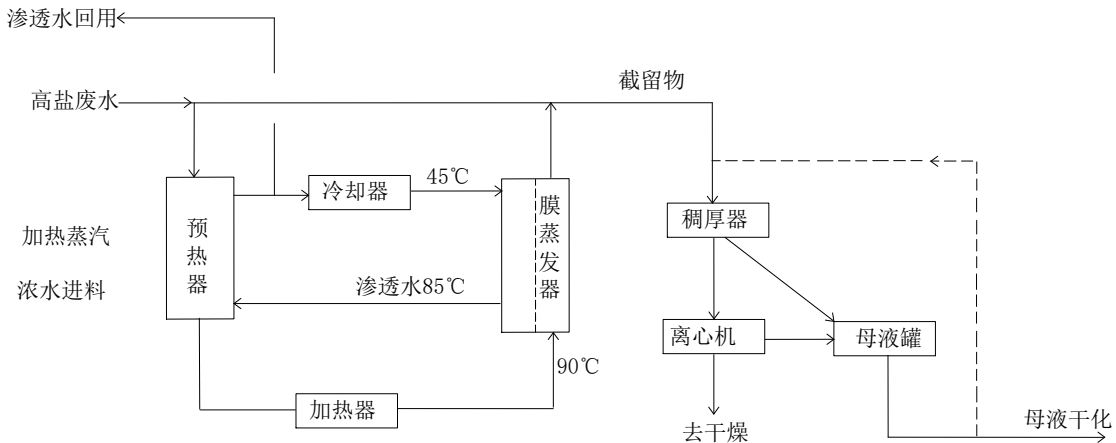 渗透水回用
截留物
高盐废水
冷却器
45℃
预热器
膜蒸发器
稠厚器
加热蒸汽
浓水进料
渗透水85℃
离心机
母液罐
90℃
加热器
去干燥
母液干化